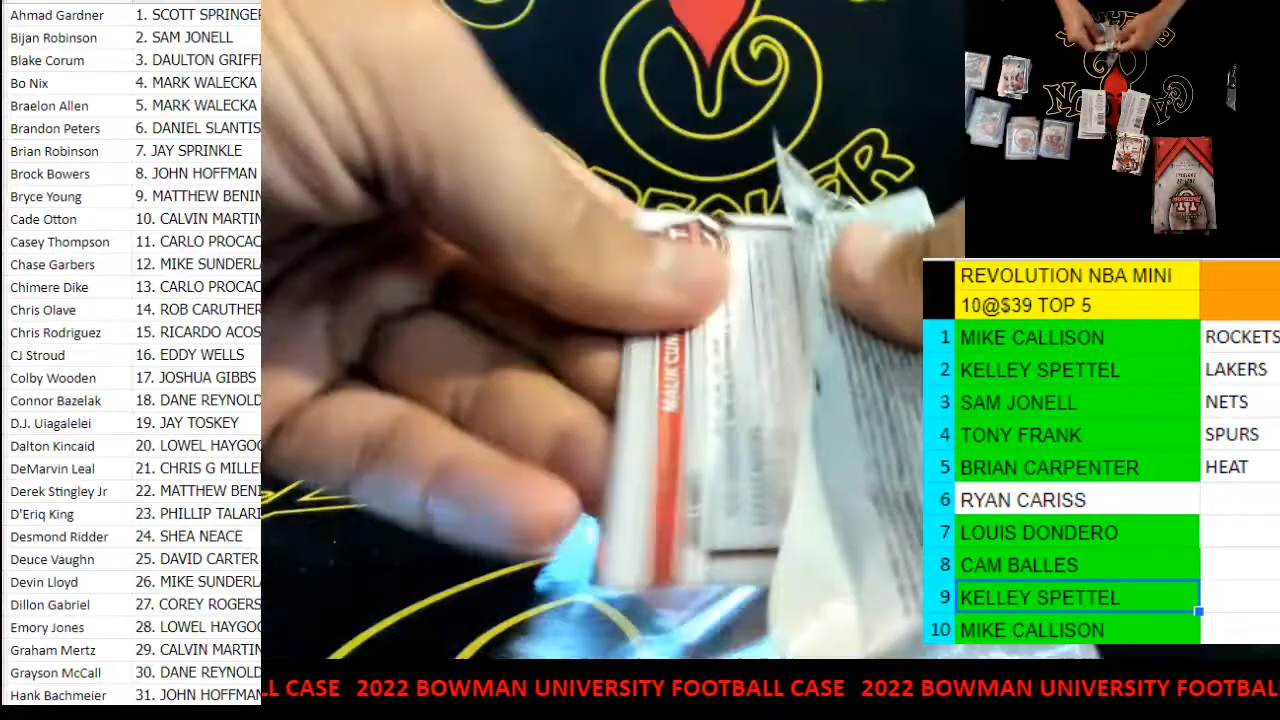 Ahmad Gardner 1. SCOTT SPRINGER
Bijan Robinson 2. SAM JONELL
Blake Corum 3. DAULTON GRIFFI
Bo Nix 4. MARK WALECKA
Braelon Allen 5. MARK WALECKA
Brandon Peters 6. DANIEL SLANTIS
Brian Robinson 7. JAY SPRINKLE
Brock Bowers 8. JOHN HOFFMAN
Bryce Young 9. MATTHEW BENIN
Cade Otton 10. CALVIN MARTIN
Casey Thompson 11. CARLO PROCAC
Chase Garbers 12. MIKE SUNDERL
Chimere Dike 13. CARLO PROCAC
Chris Olave 14. ROB CARUTHER
Chris Rodriguez 15. RICARDO ACOS
CJ Stroud 16. EDDY WELLS
Colby Wooden 17. JOSHUA GIBBS
Connor Bazelak 18. DANE REYNOLD
D.J. Uiagalelei 19. JAY TOSKEY
Dalton Kincaid 20. LOWEL HAYGOO
DeMarvin Leal 21. CHRIS G MILLE
Derek Stingley Jr 22. MATTHEW BENI
D'Eriq King 23. PHILLIP TALARI
Desmond Ridder 24. SHEA NEACE
Deuce Vaughn 25. DAVID CARTER
Devin Lloyd 26. MIKE SUNDERL
Dillon Gabriel 27. COREY ROGERS
Emory Jones 28. LOWEL HAYGOO
Graham Mertz 29. CALVIN MARTIN
Grayson McCall 30. DANE REYNOLD
Hank Bachmeier 31. JOHN HOFFMAN
REVOLUTION NBA MINI
10@$39 TOP 5
1 MIKE CALLISON ROCKETS
2 KELLEY SPETTEL LAKERS
3 SAM JONELL NETS
4 TONY FRANK SPURS
5 BRIAN CARPENTER HEAT
6 RYAN CARISS
7 LOUIS DONDERO
8 CAM BALLES
9 KELLEY SPETTEL
10 MIKE CALLISON
LL CASE 2022 BOWMAN UNIVERSITY FOOTBALL CASE 2022 BOWMAN UNIVERSITY FOOTBAL